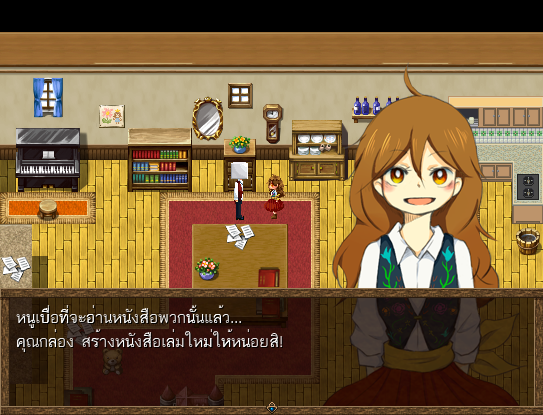 หนูเบื่อที่จะอ่านหนังสือพวกนั้นแล้ว...
คุณกล่อง สร้างหนังสือเล่มใหม่ให้หน่อยสิ!